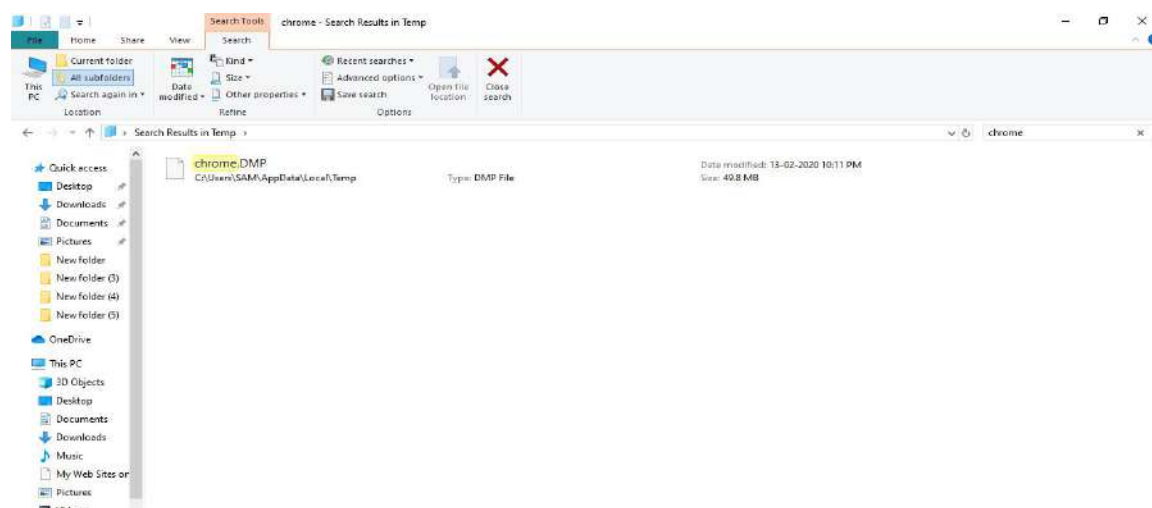 Search Tools
chrome - Search Results in Temp
File
Home
Share
View
Search
This PC
Current folder
All subfolders
Search again in
Location
Date modified
Kind
Size
Other properties
Refine
Recent searches
Advanced options
Save search
Open file location
Options
Close search
Search Results in Temp
chrome
Quick access
Desktop
Downloads
Documents
Pictures
New folder
New folder (3)
New folder (4)
New folder (5)
OneDrive
This PC
3D Objects
Desktop
Documents
Downloads
Music
My Web Sites on
Pictures
chrome.DMP
C:\Users\SAM\AppData\Local\Temp
Type: DMP File
Date modified: 13-02-2020 10:11 PM
Size: 49.8 MB